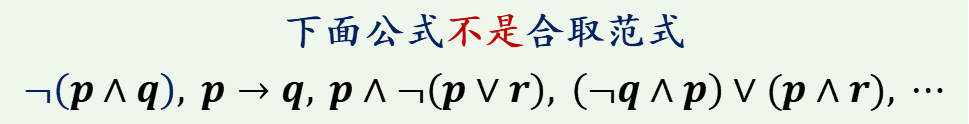 下面公式不是合取范式
¬(p ∧ q), p → q, p ∧ ¬(p ∨ r), (¬q ∧ p) ∨ (p ∧ r), ⋯